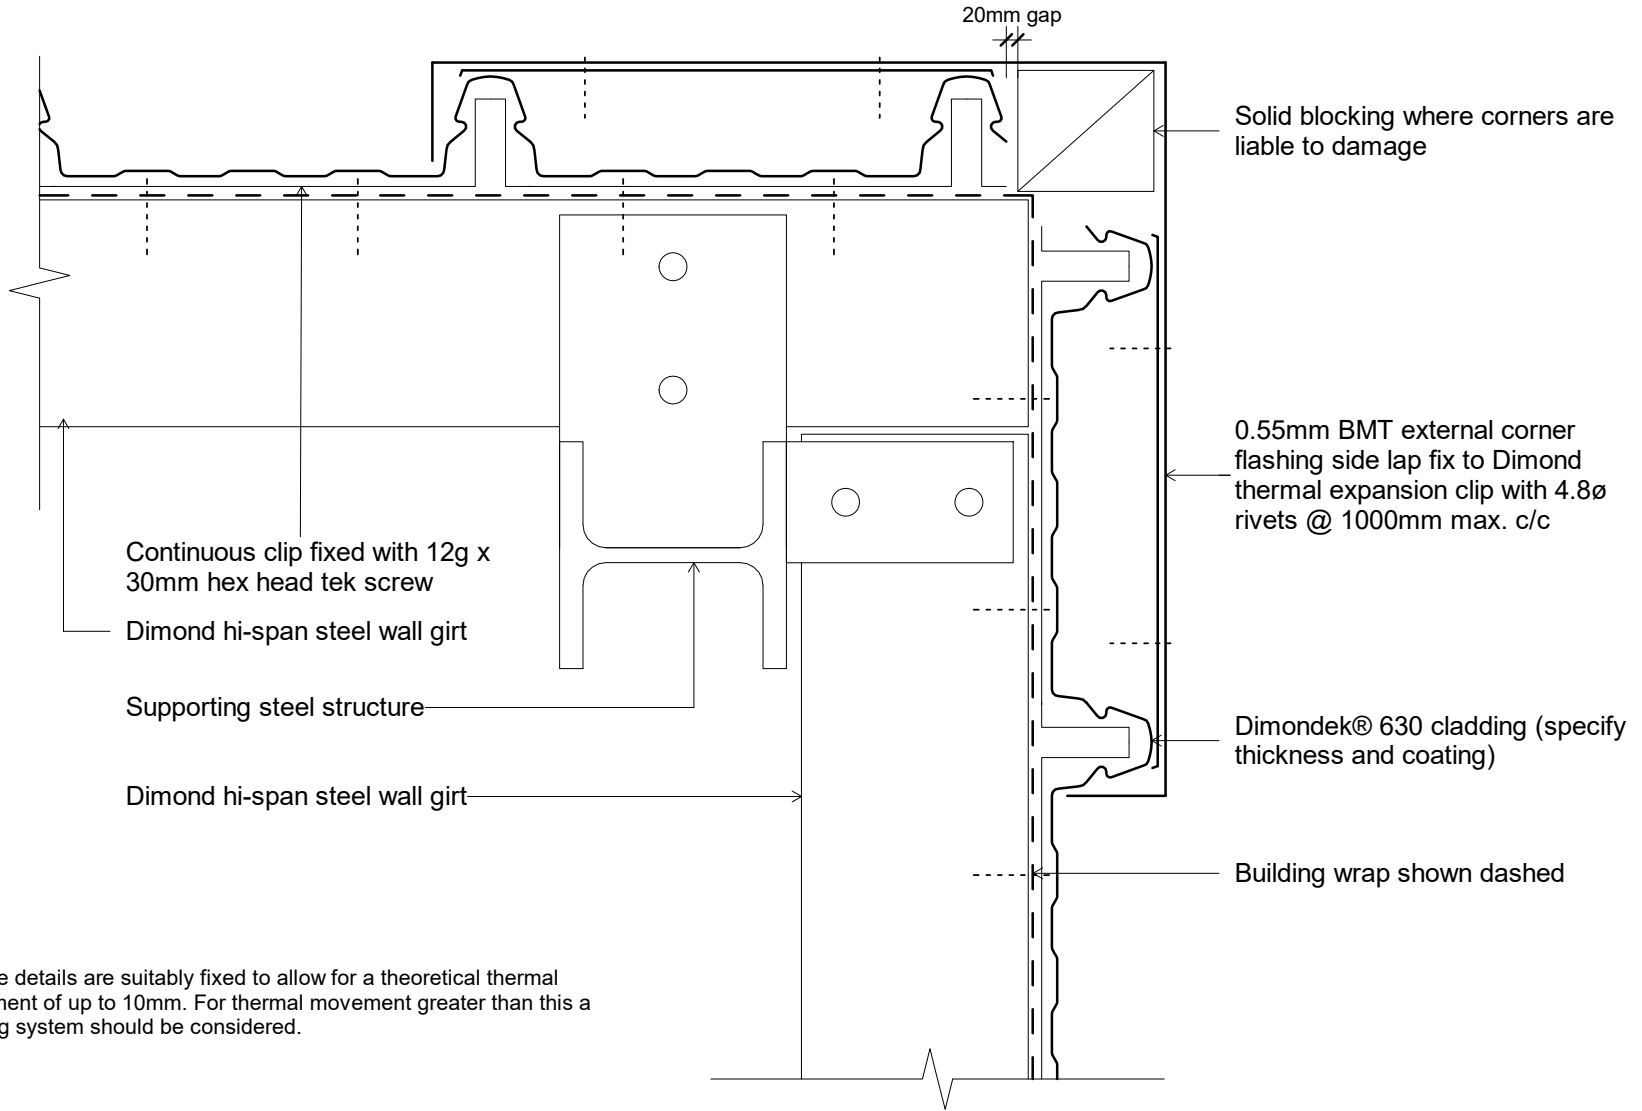 20mm gap
Solid blocking where corners are
liable to damage
0.55mm BMT external corner
flashing side lap fix to Dimond
thermal expansion clip with 4.8ø
rivets @ 1000mm max. c/c
Continuous clip fixed with 12g x
30mm hex head tek screw
Dimond hi-span steel wall girt
Supporting steel structure
Dimondek® 630 cladding (specify
thickness and coating)
Dimond hi-span steel wall girt
Building wrap shown dashed
details are suitably fixed to allow for a theoretical thermal
of up to 10mm. For thermal movement greater than this a
system should be considered.